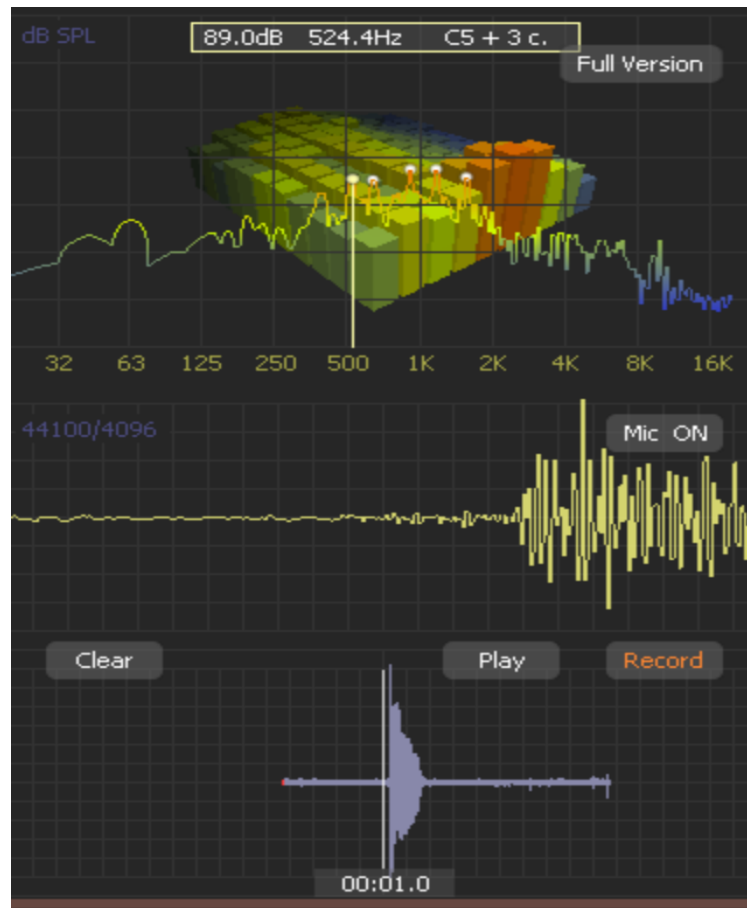 dB SPL
89.0dB 524.4Hz C5 + 3 c.
Full Version
32 63 125 250 500 1K 2K 4K 8K 16K
44100/4096
Mic ON
Clear Play Record
00:01.0